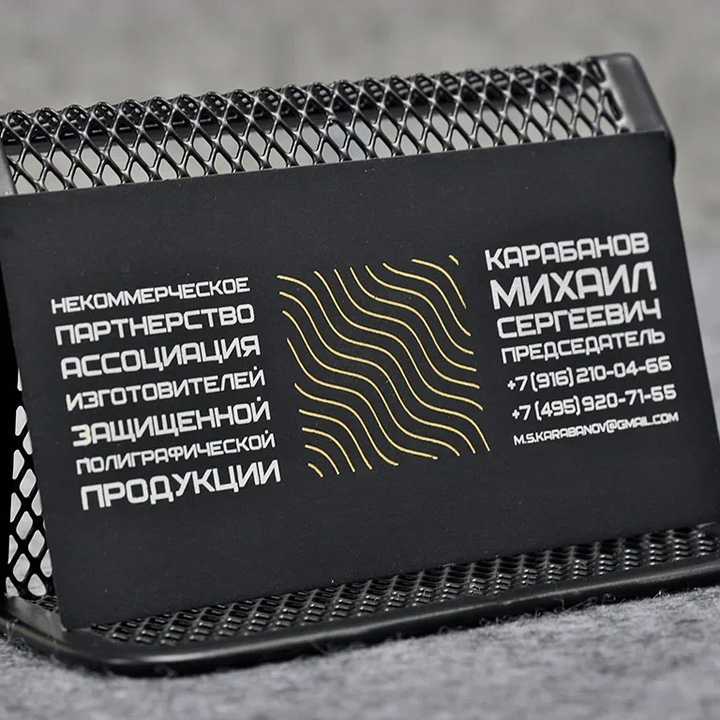 НЕКОММЕРЧЕСКОЕ
ПАРТНЕРСТВО
АССОЦИАЦИЯ
ИЗГОТОВИТЕЛЕЙ
ЗАЩИЩЕННОЙ
ПОЛИГРАФИЧЕСКОЙ
ПРОДУКЦИИ
КАРАБАНОВ
МИХАИЛ
СЕРГЕЕВИЧ
ПРЕДСЕДАТЕЛЬ
+7 (916) 210-04-66
+7 (495) 920-71-55
M.S.KARABANOV@GMAIL.COM